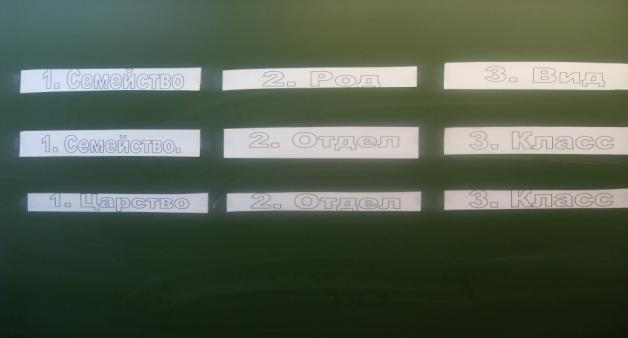 1. Семейство 2. Род 3. Вид
1. Семейство. 2. Отдел 3. Класс
1. Царство 2. Отдел 3. Класс